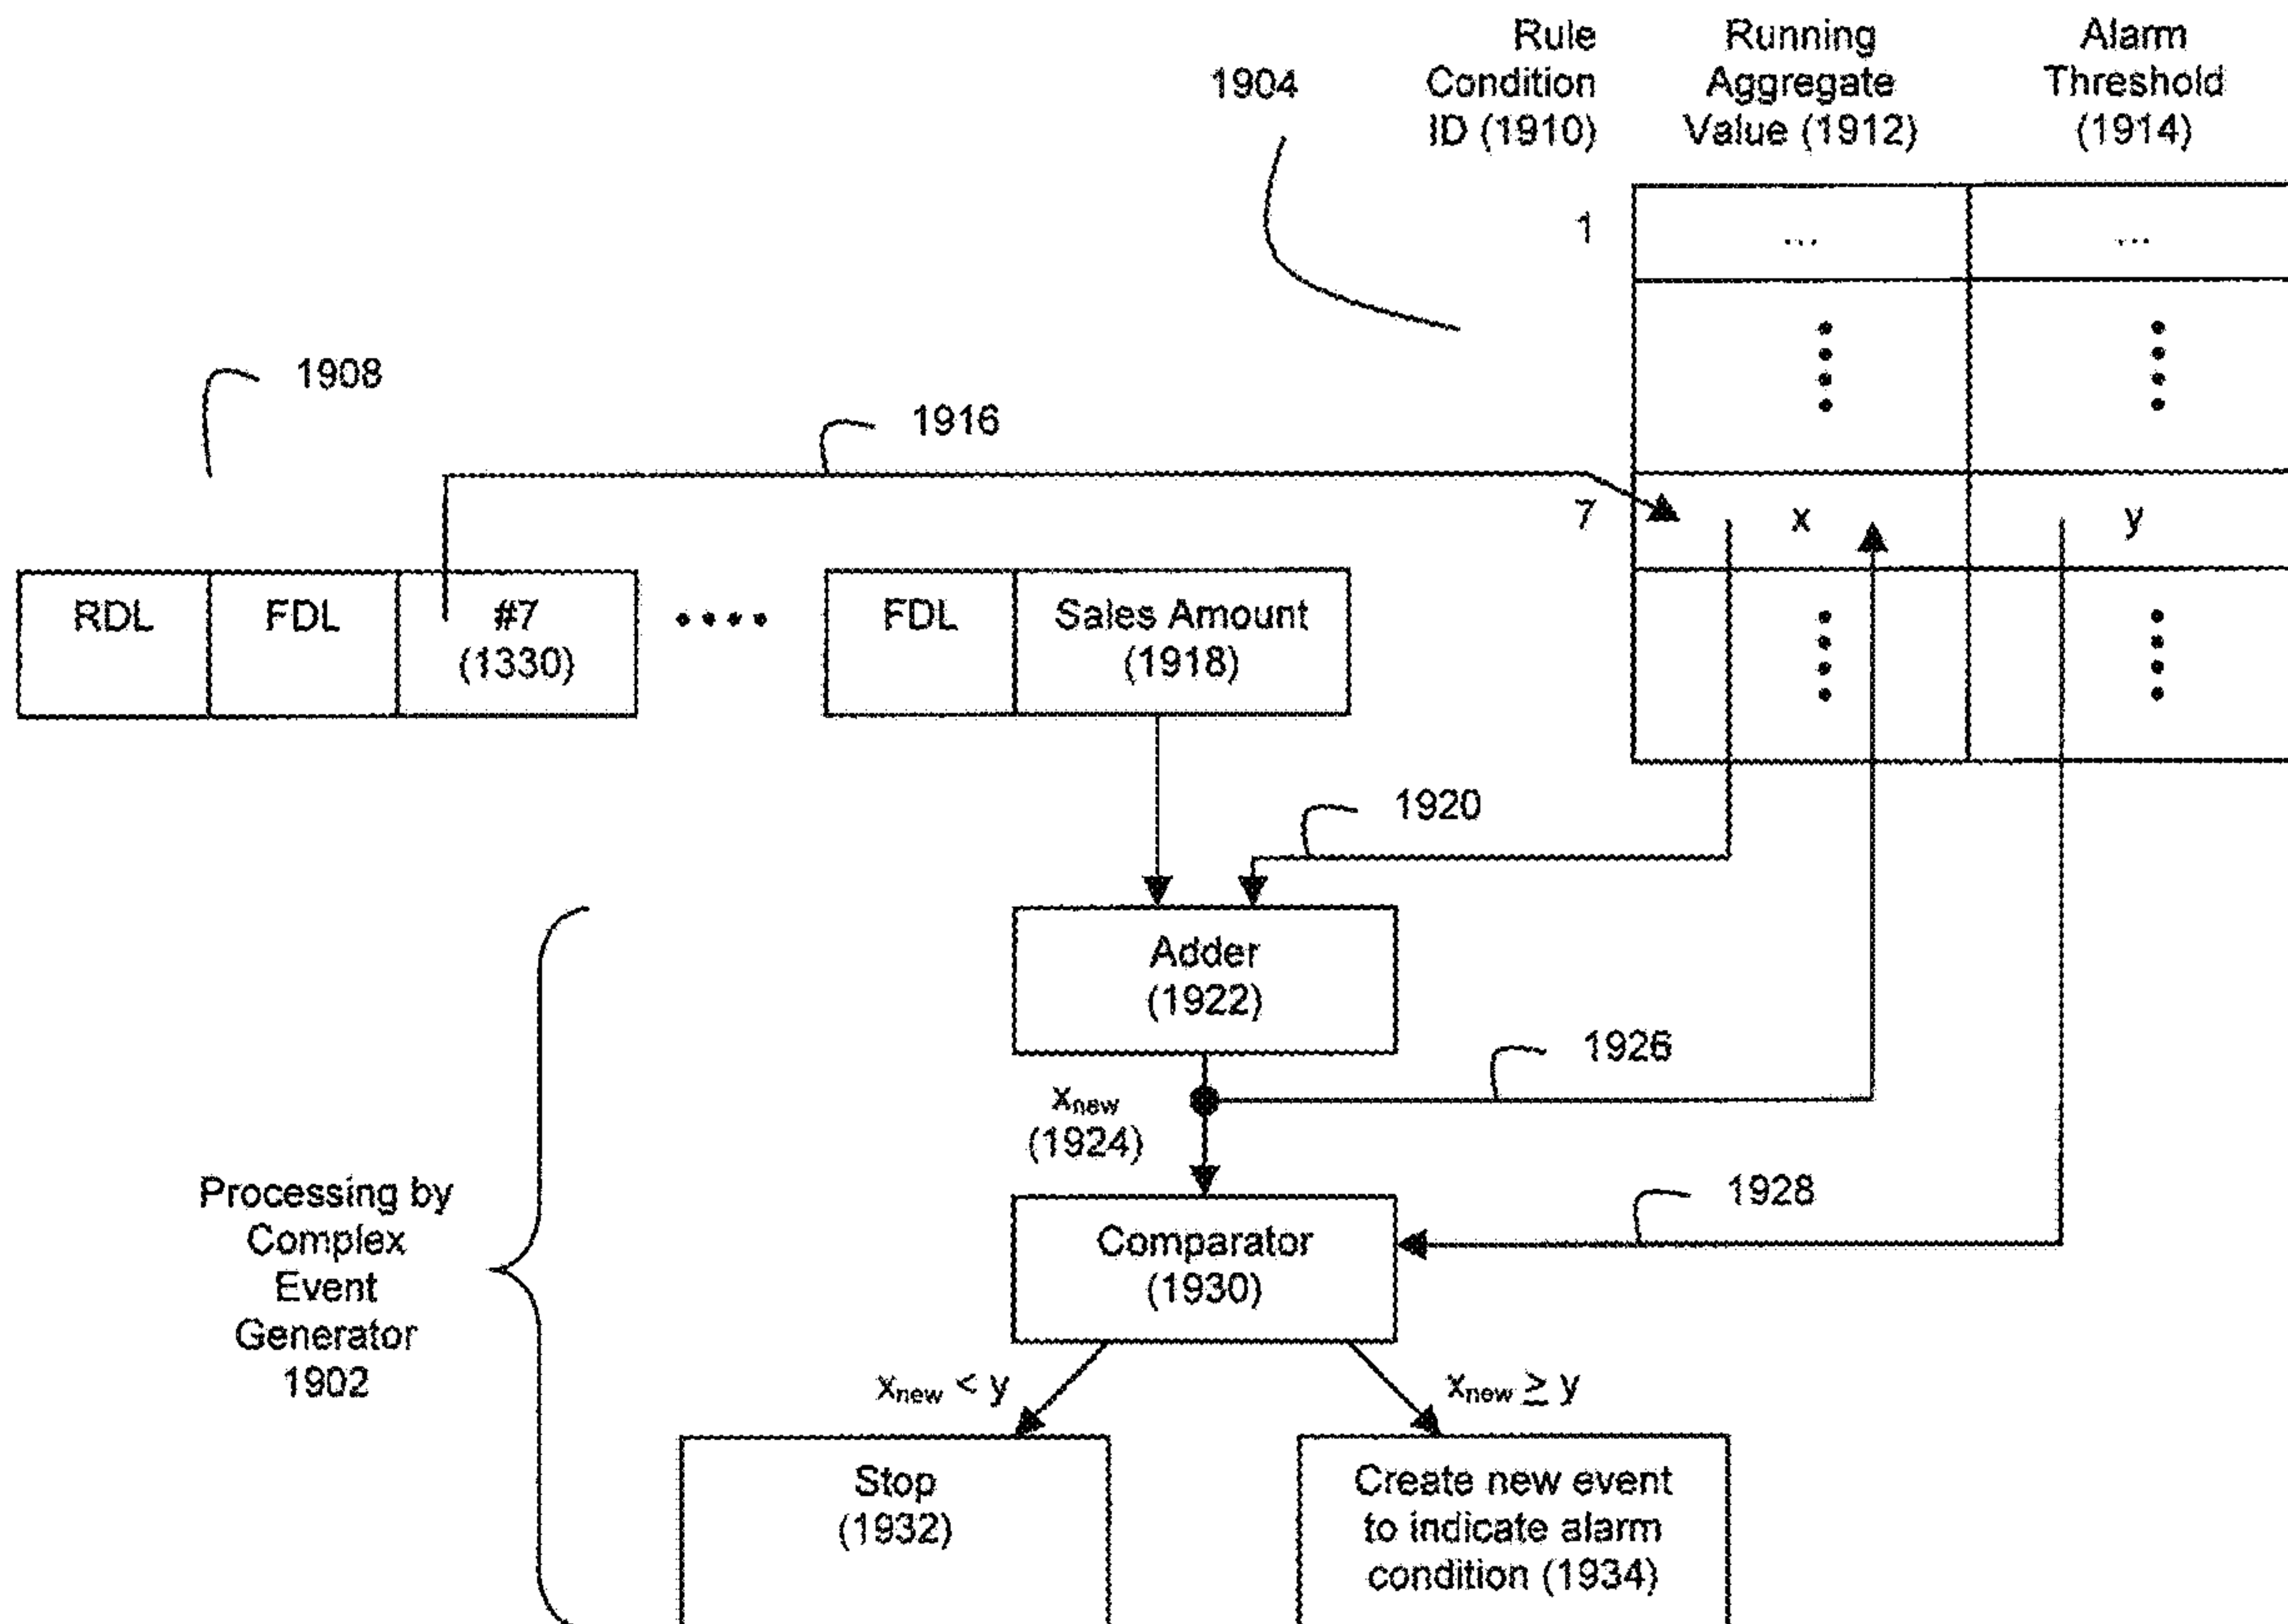 1904
Rule
Condition
ID (1910)
Running
Aggregate
Value (1912)
Alarm
Threshold
(1914)
1
...
...
1908
1916
7
x
y
RDL
FDL
#7
(1330)
FDL
Sales Amount
(1918)
1920
Adder
(1922)
1926
xnew
(1924)
Processing by
Complex
Event
Generator
1902
1928
Comparator
(1930)
xnew < y
xnew ≥ y
Stop
(1932)
Create new event
to indicate alarm
condition (1934)